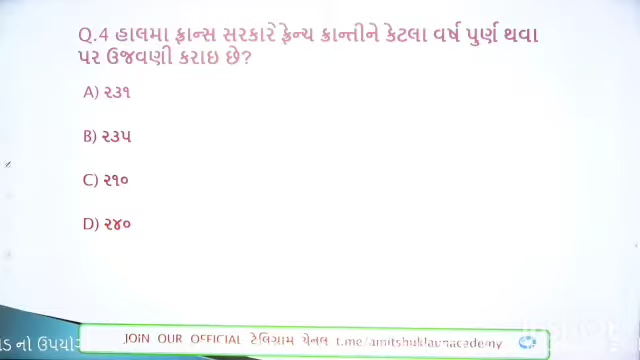 Q.4 હાલમા ફ્રાન્સ સરકારે ફ્રેન્ચ ક્રાન્તીને કેટલા વર્ષ પુર્ણ થવા
પર ઉજવણી કરાઇ છે?
A) ૨૩૧
B) ૨૩૫
C) ૨૧૦
D) ૨૪૦
ડ નો ઉપયોગ
JOiN OUR OFFICIAL ટેલિગ્રામ ચેનલ t.me/amitshuklaunacademy